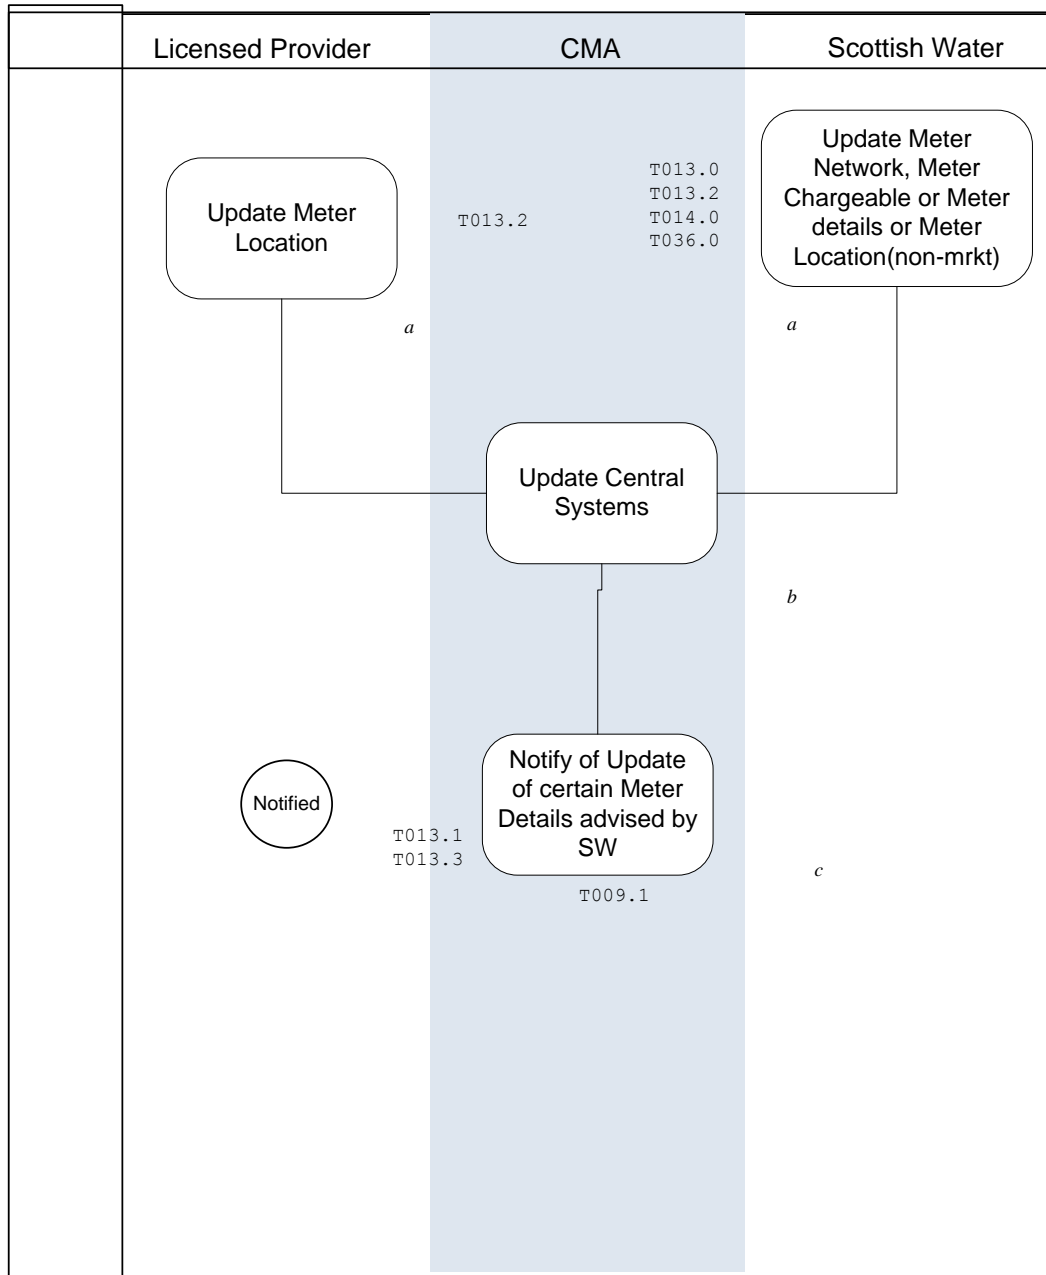 Licensed Provider
CMA
Scottish Water
Update Meter
Location
T013.2
T013.0
T013.2
T014.0
T036.0
Update Meter
Network, Meter
Chargeable or Meter
details or Meter
Location(non-mrkt)
a
a
Update Central
Systems
b
Notified
T013.1
T013.3
Notify of Update
of certain Meter
Details advised by
SW
T009.1
c